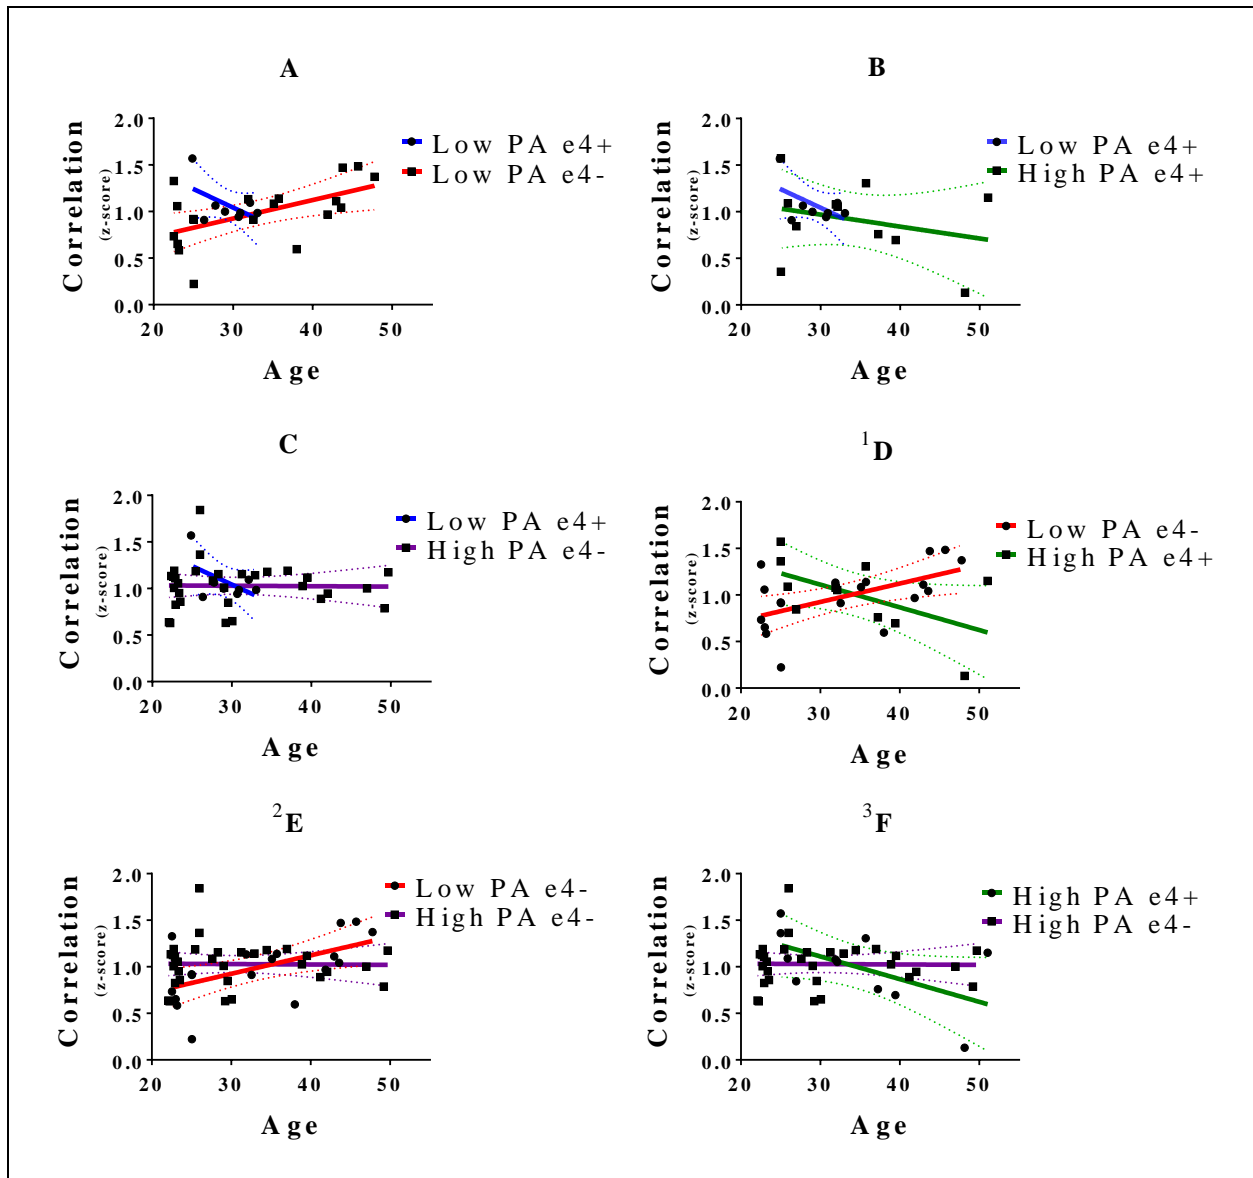 A
Correlation
(z-score)
2.0
1.5
1.0
0.5
0.0
20 30 40 50
Age
Low PA e4+
Low PA e4-
B
Correlation
(z-score)
2.0
1.5
1.0
0.5
0.0
20 30 40 50
Age
Low PA e4+
High PA e4+
C
Correlation
(z-score)
2.0
1.5
1.0
0.5
0.0
20 30 40 50
Age
Low PA e4+
High PA e4-
¹D
Correlation
(z-score)
2.0
1.5
1.0
0.5
0.0
20 30 40 50
Age
Low PA e4-
High PA e4+
²E
Correlation
(z-score)
2.0
1.5
1.0
0.5
0.0
20 30 40 50
Age
Low PA e4-
High PA e4-
³F
Correlation
(z-score)
2.0
1.5
1.0
0.5
0.0
20 30 40 50
Age
High PA e4+
High PA e4-